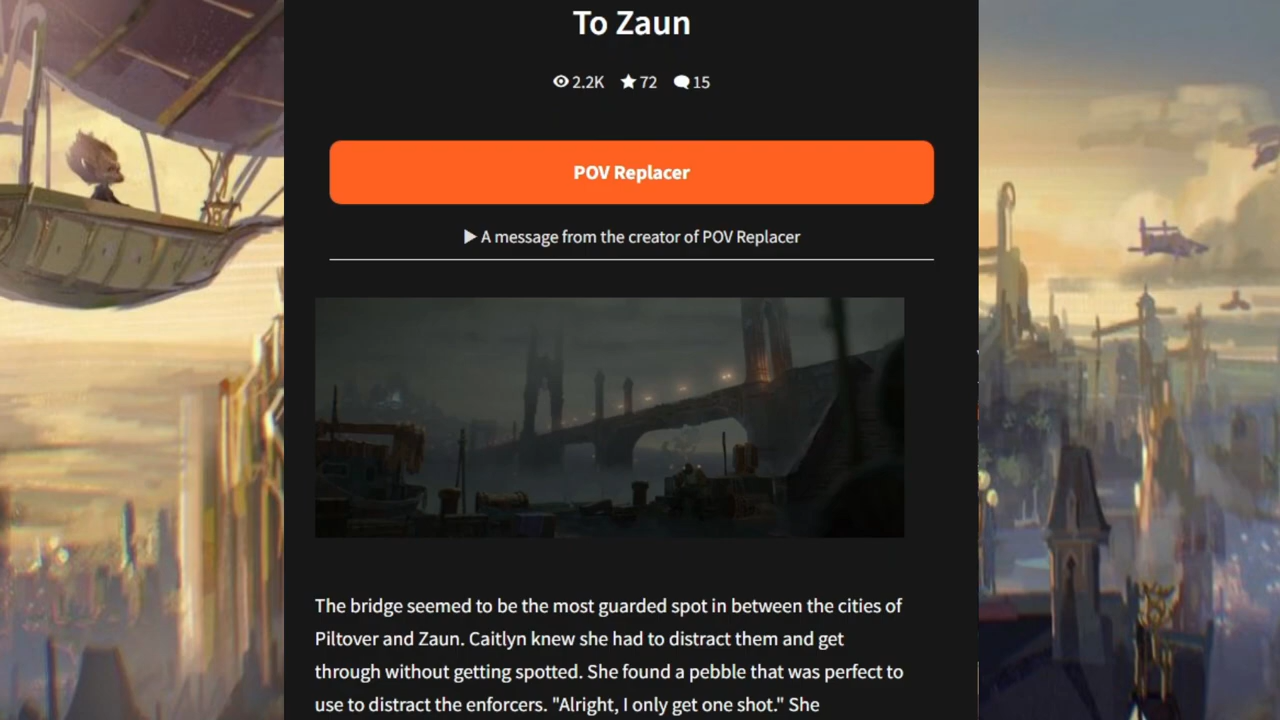 To Zaun
2.2K 72 15
POV Replacer
▶ A message from the creator of POV Replacer
The bridge seemed to be the most guarded spot in between the cities of
Piltover and Zaun. Caitlyn knew she had to distract them and get
through without getting spotted. She found a pebble that was perfect to
use to distract the enforcers. "Alright, I only get one shot." She